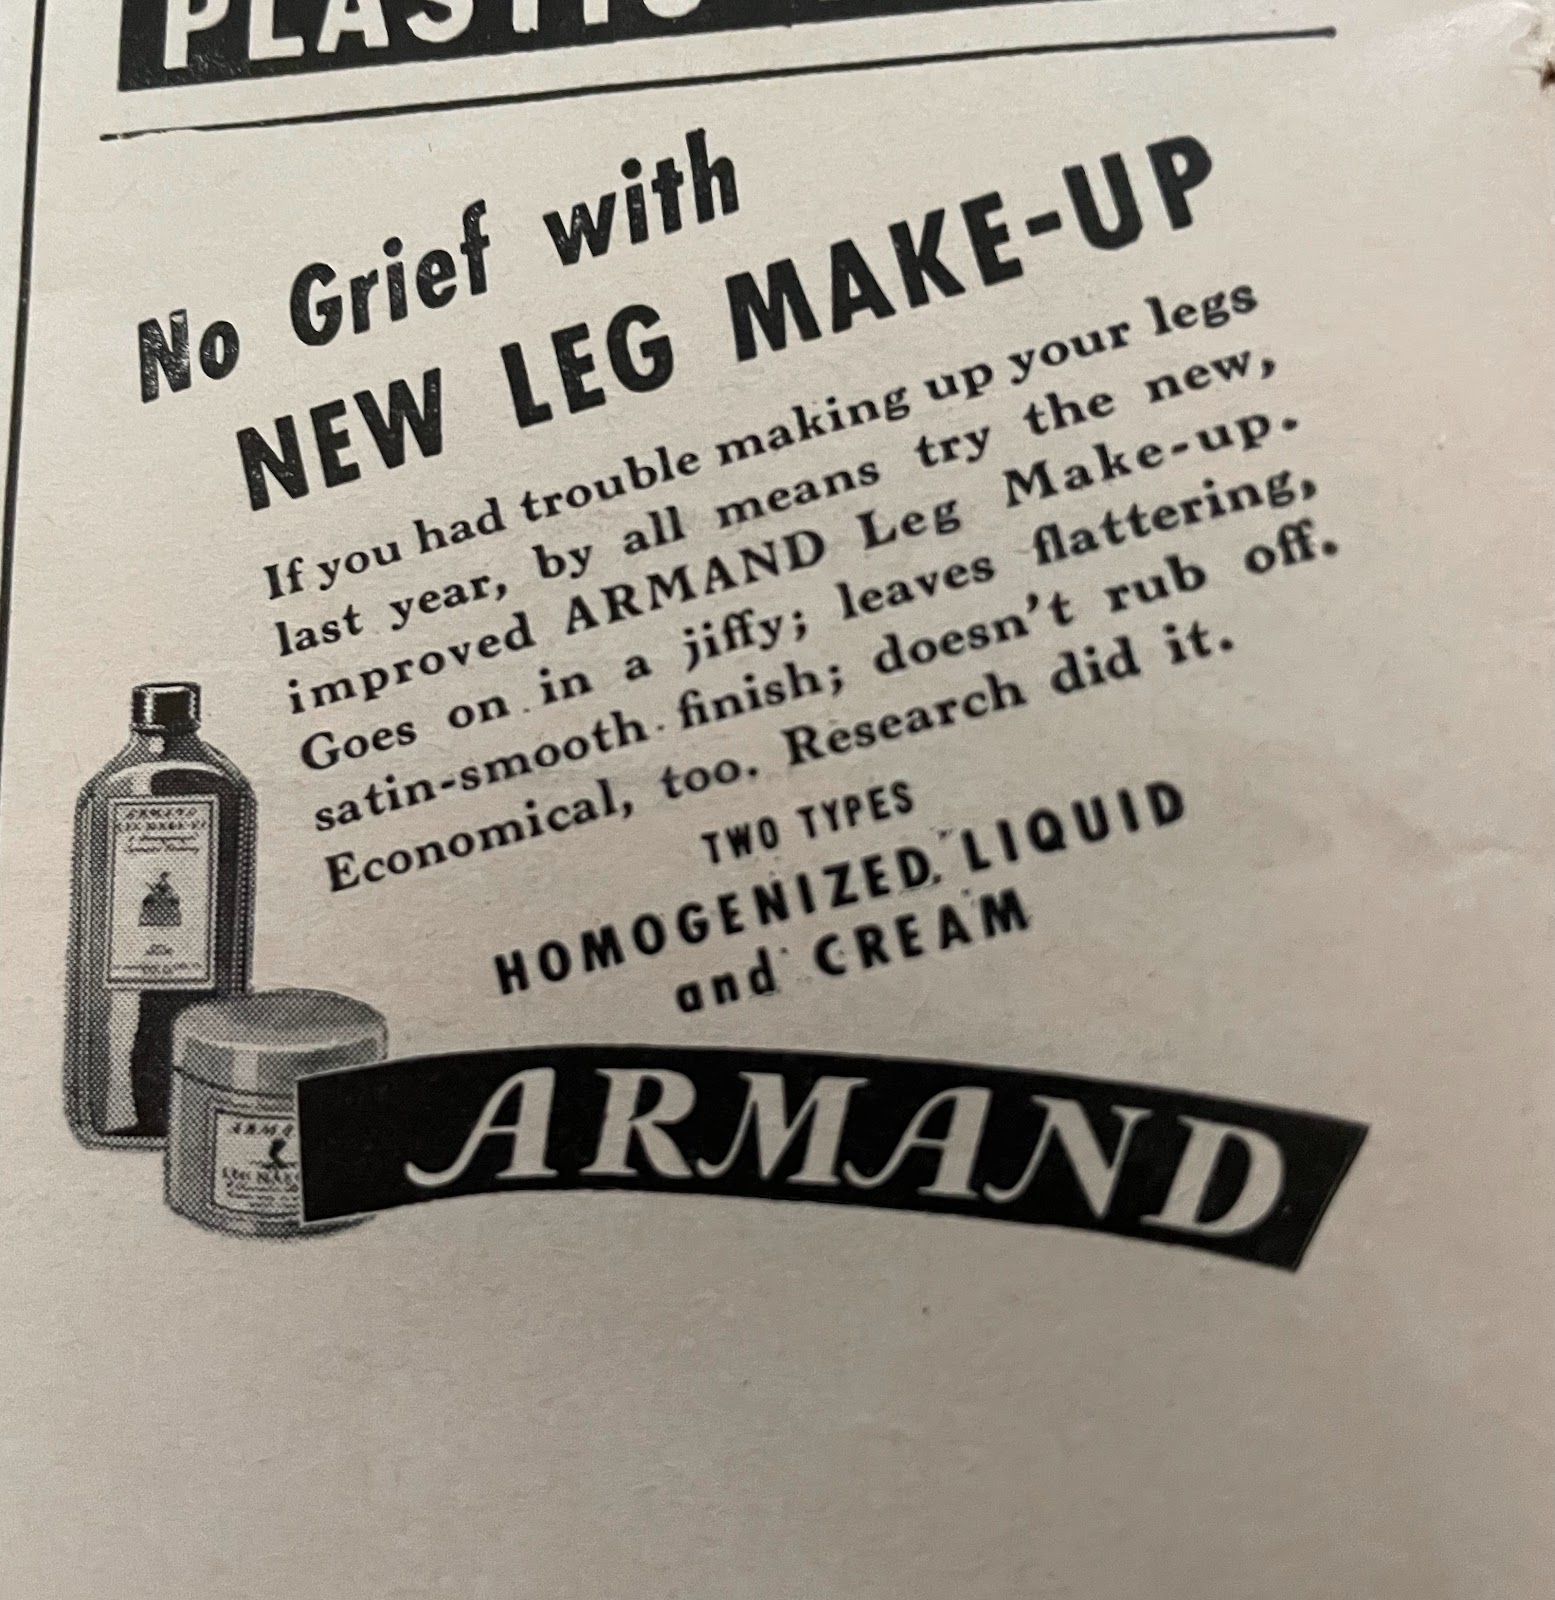 PLASTIC
No Grief with
NEW LEG MAKE-UP
If you had trouble making up your legs
last year, by all means try the new,
improved ARMAND Leg Make-up.
Goes on in a jiffy; leaves flattering,
satin-smooth finish; doesn't rub off.
Economical, too. Research did it.
TWO TYPES
HOMOGENIZED LIQUID
and CREAM
ARMAND
ARMAND